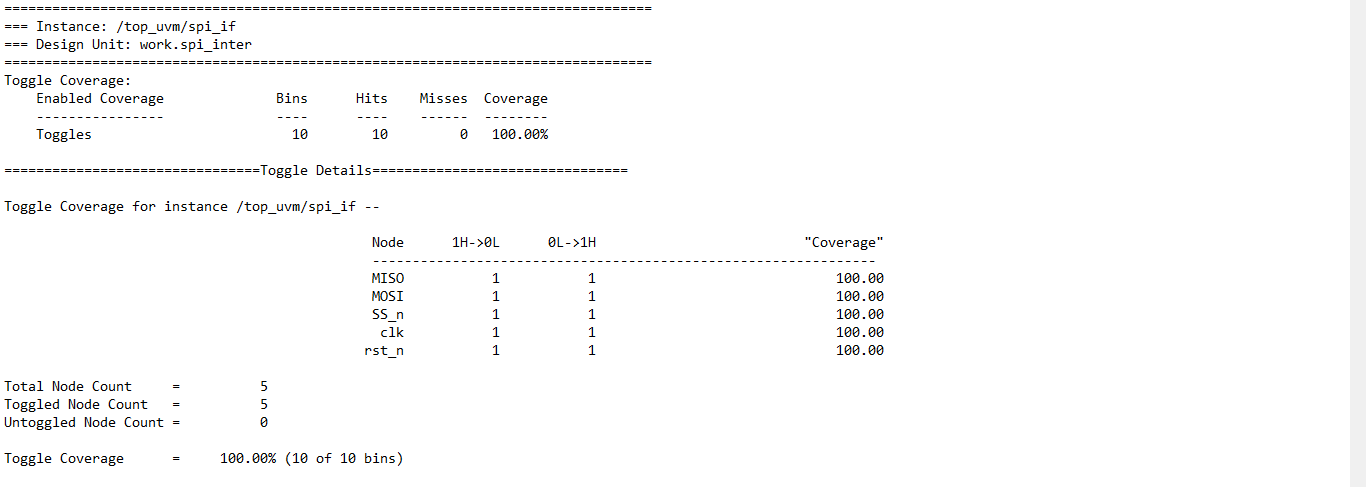 =================================================================================
=== Instance: /top_uvm/spi_if
=== Design Unit: work.spi_inter
=================================================================================
Toggle Coverage:
    Enabled Coverage              Bins      Hits    Misses  Coverage
    ----------------              ----      ----    ------  --------
    Toggles                         10        10         0   100.00%
================================Toggle Details================================
Toggle Coverage for instance /top_uvm/spi_if --
                                              Node      1H->0L      0L->1H                          "Coverage"
                                              ---------------------------------------------------------------
                                              MISO           1           1                              100.00
                                              MOSI           1           1                              100.00
                                              SS_n           1           1                              100.00
                                               clk           1           1                              100.00
                                             rst_n           1           1                              100.00
Total Node Count     =          5
Toggled Node Count   =          5
Untoggled Node Count =          0
Toggle Coverage      =     100.00% (10 of 10 bins)